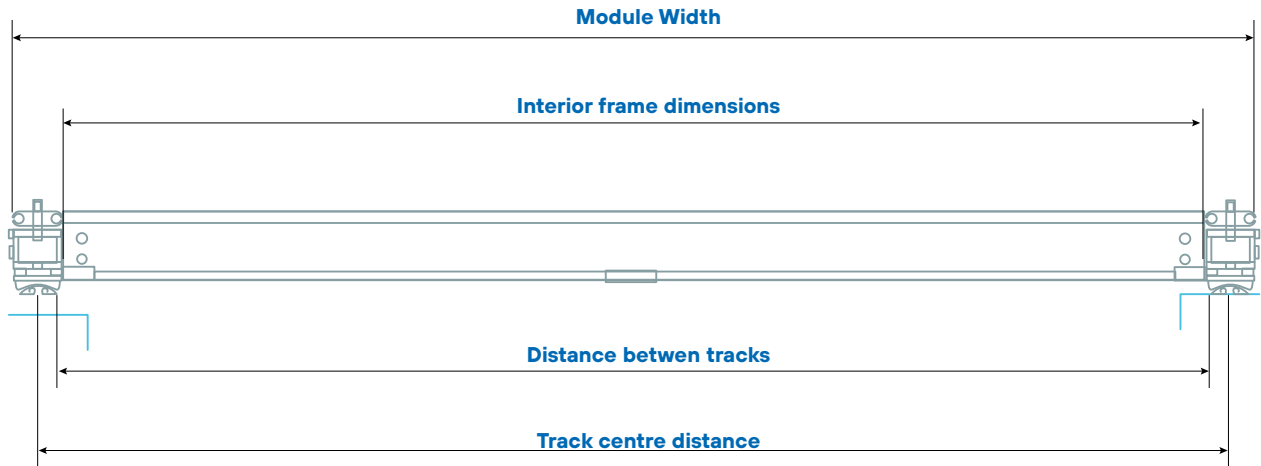 Module Width
Interior frame dimensions
Distance betwen tracks
Track centre distance